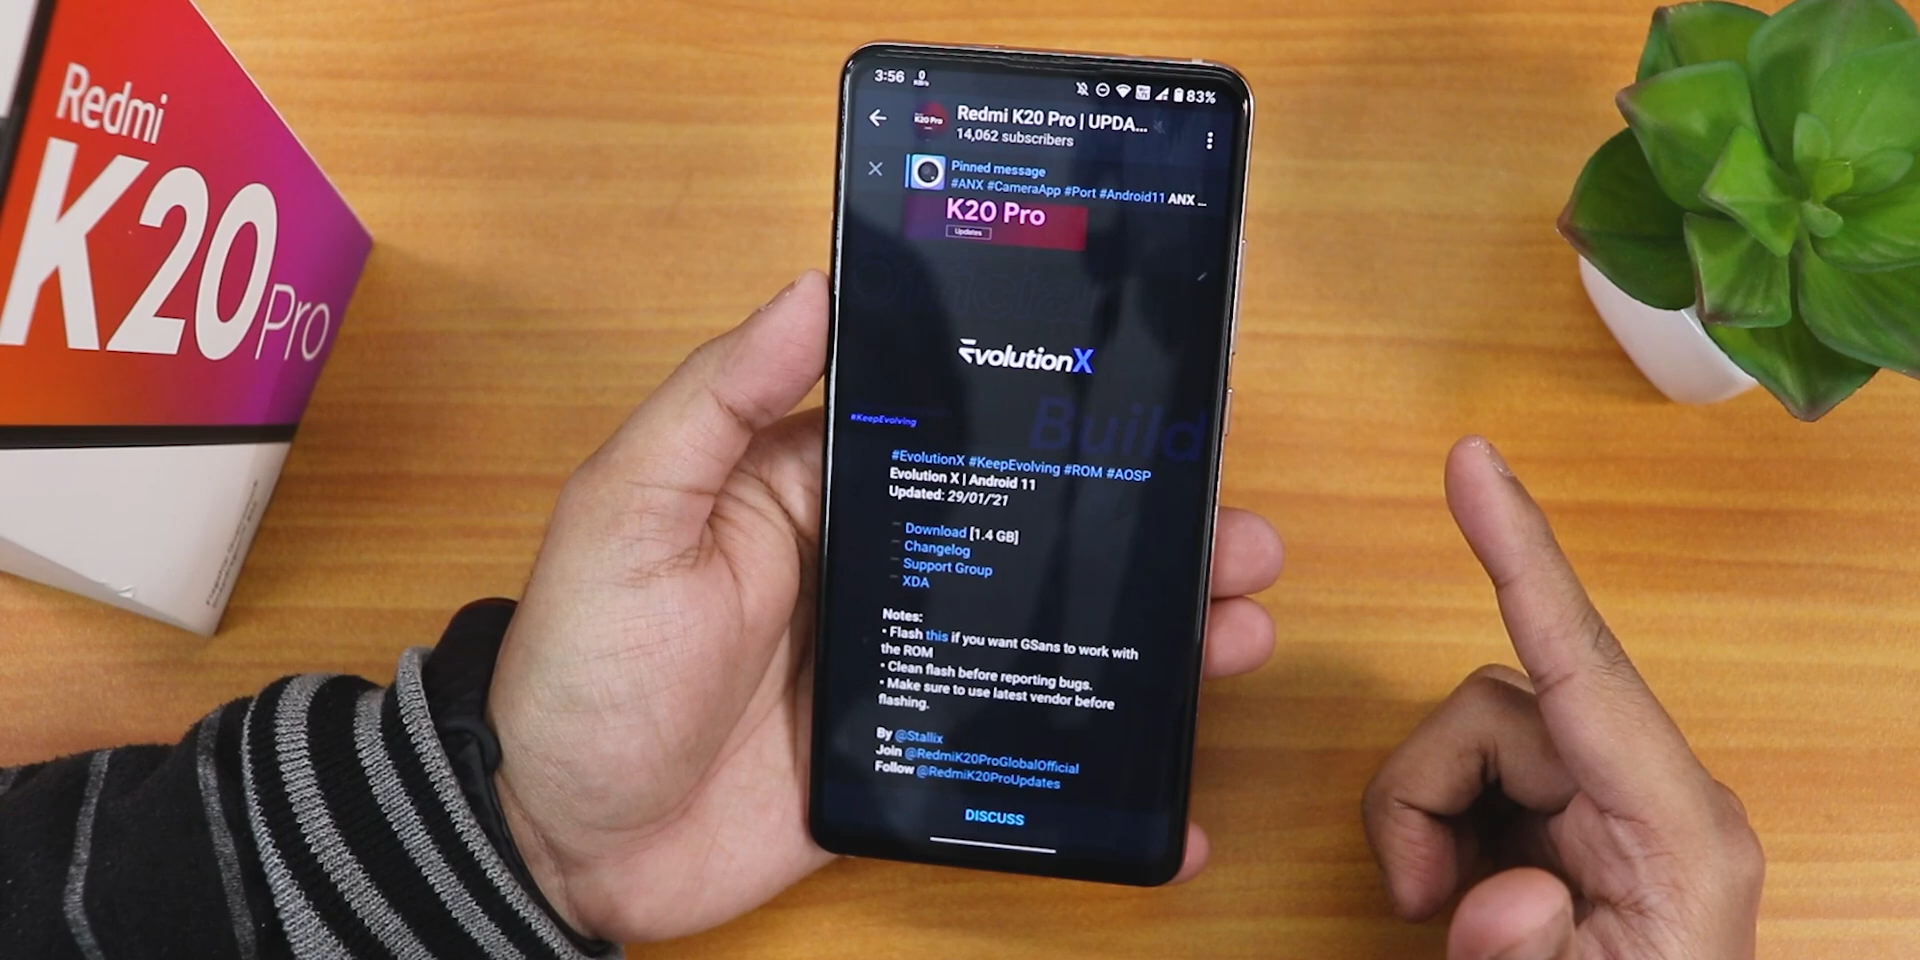 Redmi
K20 Pro
3:56 0 KB/s 83%
Redmi K20 Pro | UPDA...
14,062 subscribers
Pinned message
#ANX #CameraApp #Port #Android11 ANX ...
K20 Pro
Updates
Official
EvolutionX
#KeepEvolving
Build
#EvolutionX #KeepEvolving #ROM #AOSP
Evolution X | Android 11
Updated: 29/01/'21
– Download [1.4 GB]
– Changelog
– Support Group
– XDA
Notes:
• Flash this if you want GSans to work with
the ROM
• Clean flash before reporting bugs.
• Make sure to use latest vendor before
flashing.
By @Stallix
Join @RedmiK20ProGlobalOfficial
Follow @RedmiK20ProUpdates
DISCUSS